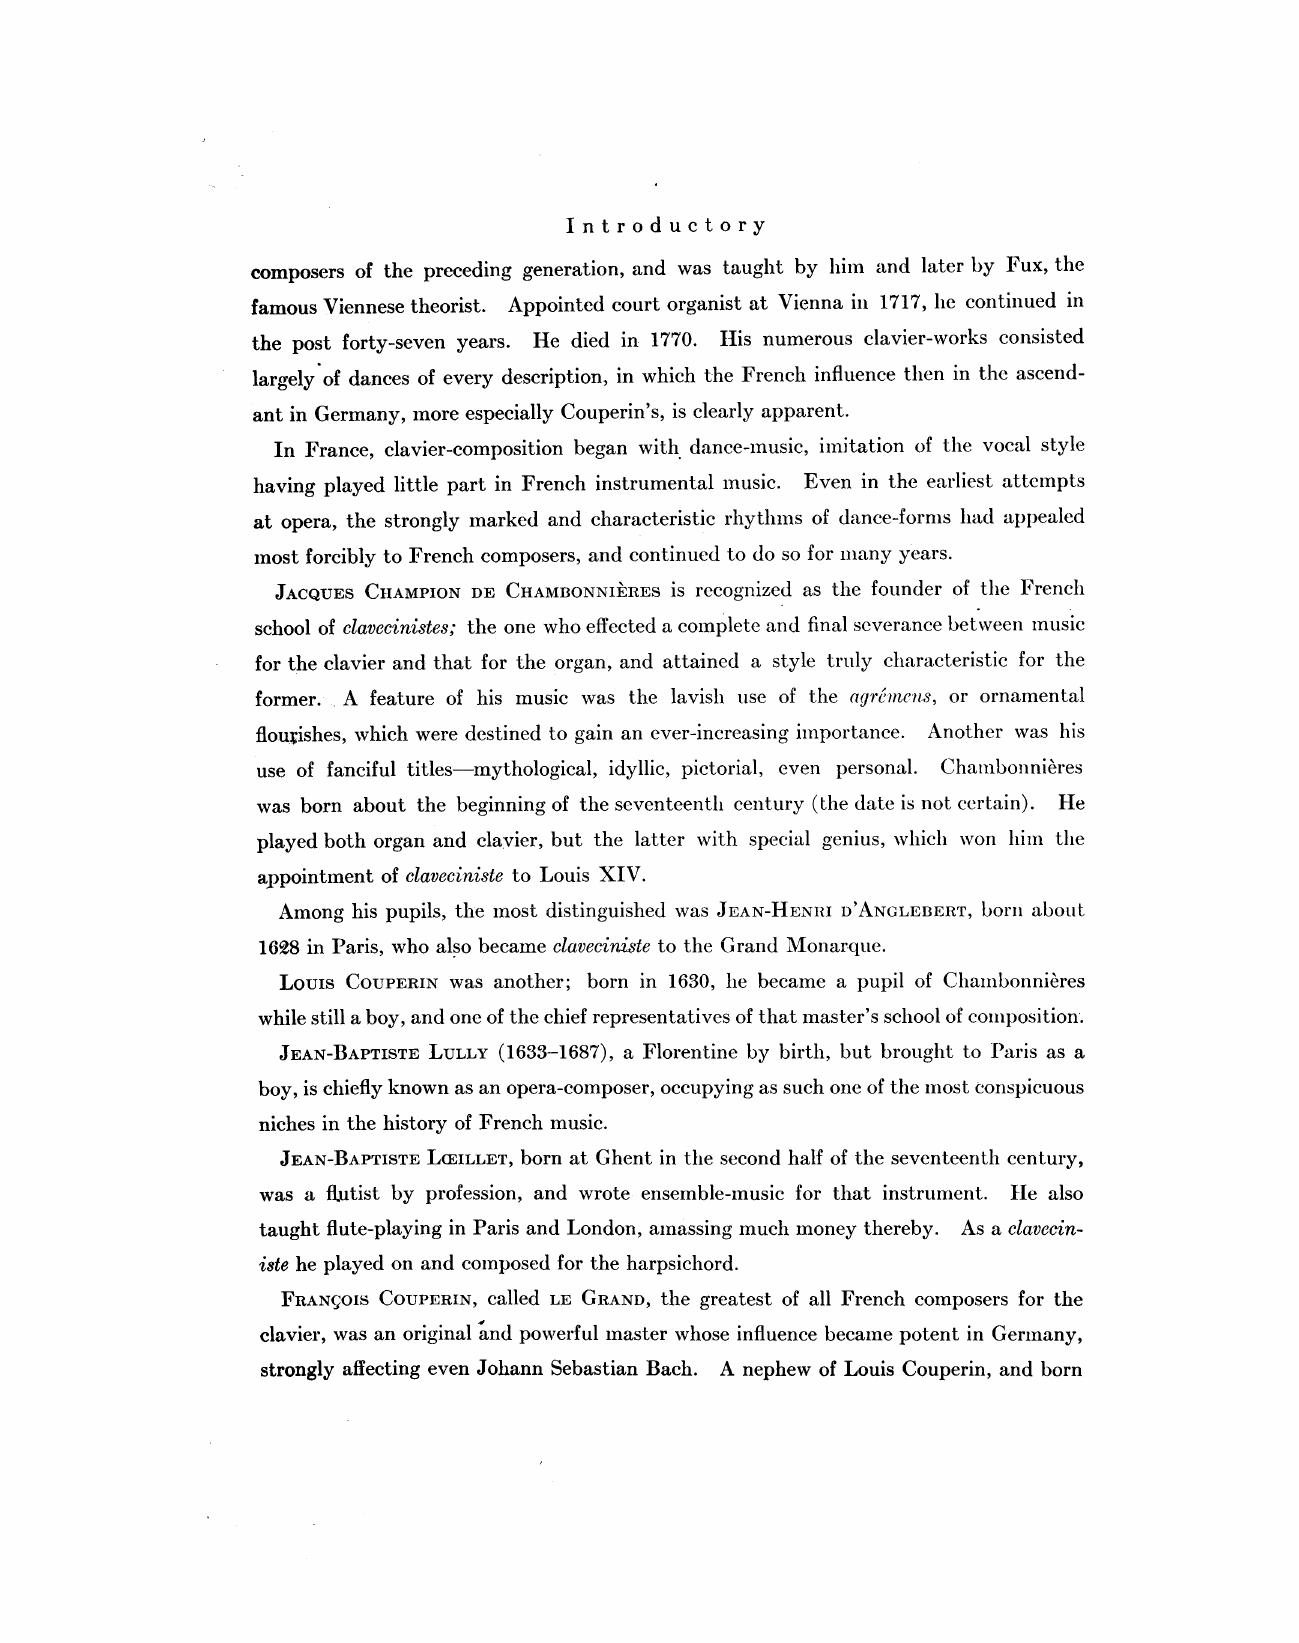 Introductory
composers of the preceding generation, and was taught by him and later by Fux, the
famous Viennese theorist. Appointed court organist at Vienna in 1717, he continued in
the post forty-seven years. He died in 1770. His numerous clavier-works consisted
largely of dances of every description, in which the French influence then in the ascend-
ant in Germany, more especially Couperin's, is clearly apparent.
In France, clavier-composition began with dance-music, imitation of the vocal style
having played little part in French instrumental music. Even in the earliest attempts
at opera, the strongly marked and characteristic rhythms of dance-forms had appealed
most forcibly to French composers, and continued to do so for many years.
JACQUES CHAMPION DE CHAMBONNIÈRES is recognized as the founder of the French
school of clavecinistes; the one who effected a complete and final severance between music
for the clavier and that for the organ, and attained a style truly characteristic for the
former. A feature of his music was the lavish use of the agrémens, or ornamental
flourishes, which were destined to gain an ever-increasing importance. Another was his
use of fanciful titles—mythological, idyllic, pictorial, even personal. Chambonnières
was born about the beginning of the seventeenth century (the date is not certain). He
played both organ and clavier, but the latter with special genius, which won him the
appointment of claveciniste to Louis XIV.
Among his pupils, the most distinguished was JEAN-HENRI D'ANGLEBERT, born about
1628 in Paris, who also became claveciniste to the Grand Monarque.
LOUIS COUPERIN was another; born in 1630, he became a pupil of Chambonnières
while still a boy, and one of the chief representatives of that master's school of composition.
JEAN-BAPTISTE LULLY (1633–1687), a Florentine by birth, but brought to Paris as a
boy, is chiefly known as an opera-composer, occupying as such one of the most conspicuous
niches in the history of French music.
JEAN-BAPTISTE LŒILLET, born at Ghent in the second half of the seventeenth century,
was a flutist by profession, and wrote ensemble-music for that instrument. He also
taught flute-playing in Paris and London, amassing much money thereby. As a clavecin-
iste he played on and composed for the harpsichord.
FRANÇOIS COUPERIN, called LE GRAND, the greatest of all French composers for the
clavier, was an original and powerful master whose influence became potent in Germany,
strongly affecting even Johann Sebastian Bach. A nephew of Louis Couperin, and born